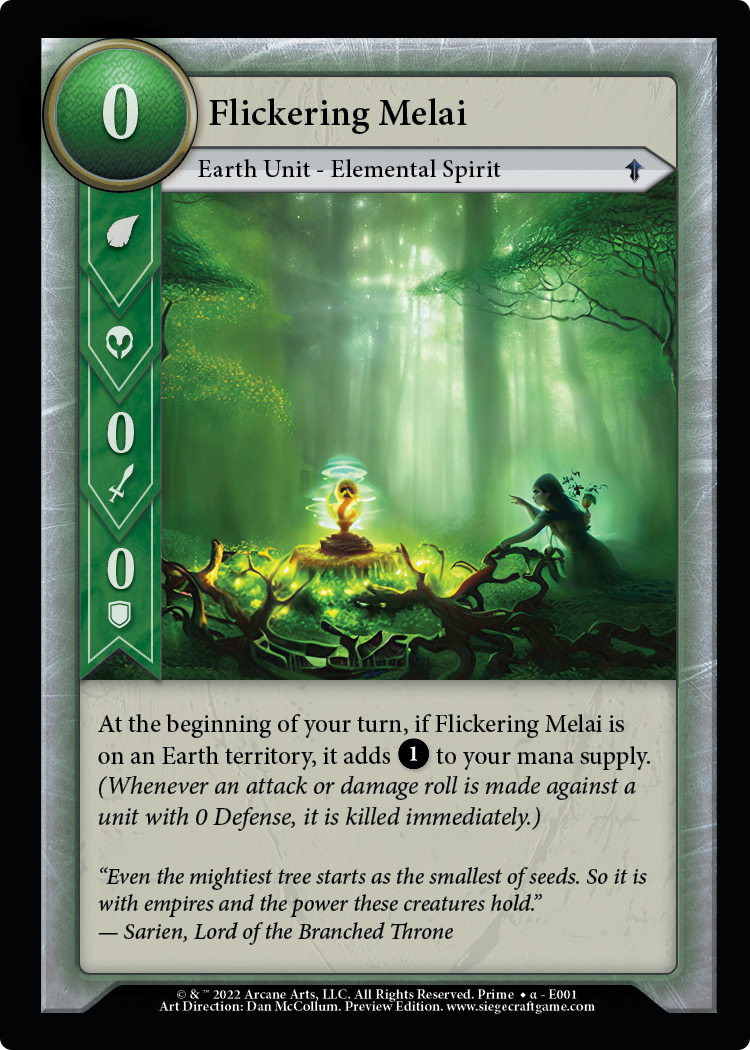 0
Flickering Melai
Earth Unit - Elemental Spirit
0
0
At the beginning of your turn, if Flickering Melai is
on an Earth territory, it adds 1 to your mana supply.
(Whenever an attack or damage roll is made against a
unit with 0 Defense, it is killed immediately.)
“Even the mightiest tree starts as the smallest of seeds. So it is
with empires and the power these creatures hold.”
— Sarien, Lord of the Branched Throne
© & ™ 2022 Arcane Arts, LLC. All Rights Reserved. Prime ⬥ α - E001
Art Direction: Dan McCollum. Preview Edition. www.siegecraftgame.com